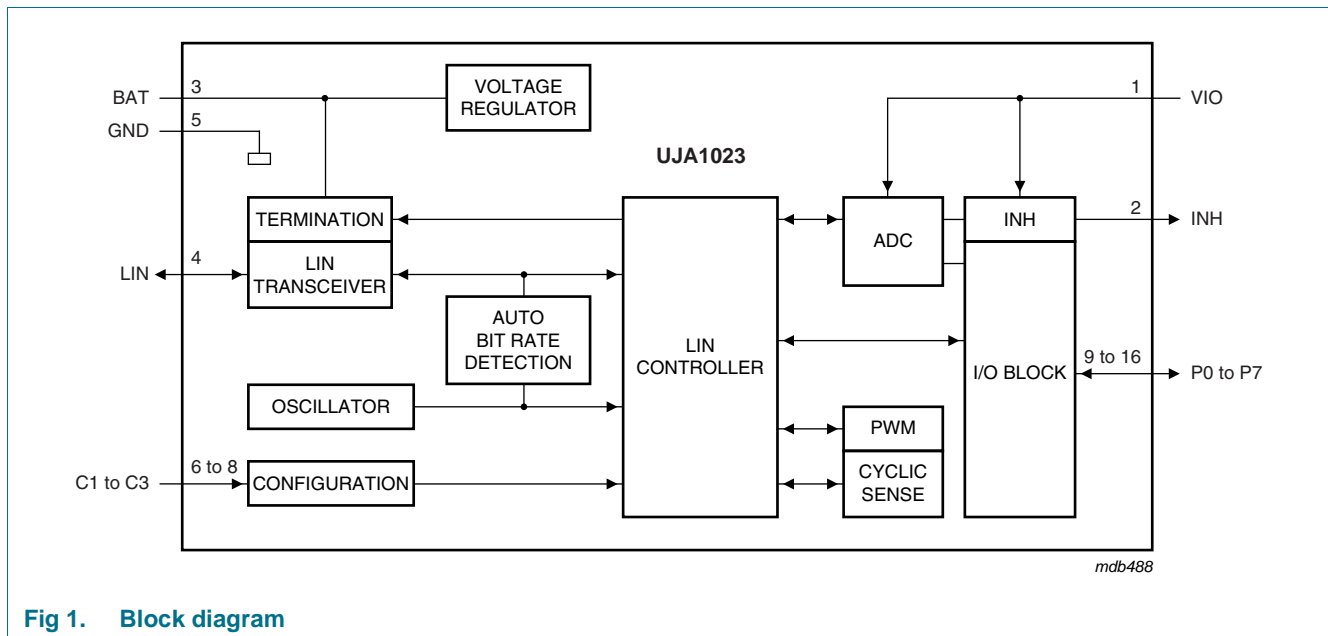 BAT
3
VOLTAGE
REGULATOR
1
VIO
GND
5
UJA1023
TERMINATION
ADC
INH
2
INH
LIN
4
LIN
TRANSCEIVER
AUTO
BIT RATE
DETECTION
LIN
CONTROLLER
I/O BLOCK
9 to 16
P0 to P7
OSCILLATOR
PWM
C1 to C3
6 to 8
CONFIGURATION
CYCLIC
SENSE
mdb488
Fig 1. Block diagram